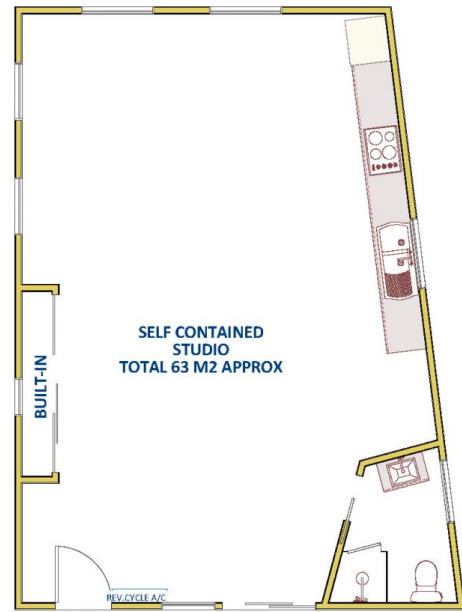 SELF CONTAINED
STUDIO
TOTAL 63 M2 APPROX
BUILT-IN
REV.CYCLE A/C